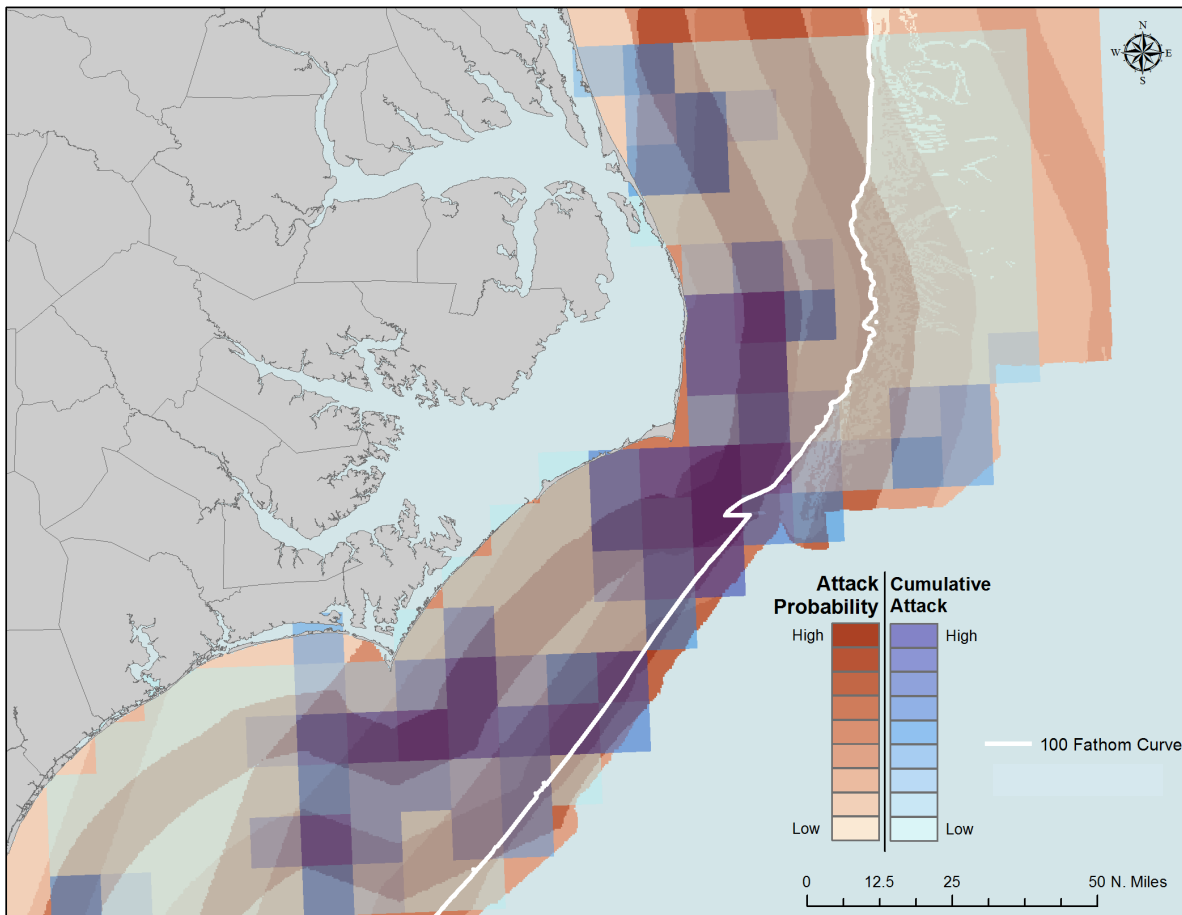 N
W E
S
Attack
Probability
Cumulative
Attack
High
High
100 Fathom Curve
Low
Low
0 12.5 25 50 N. Miles